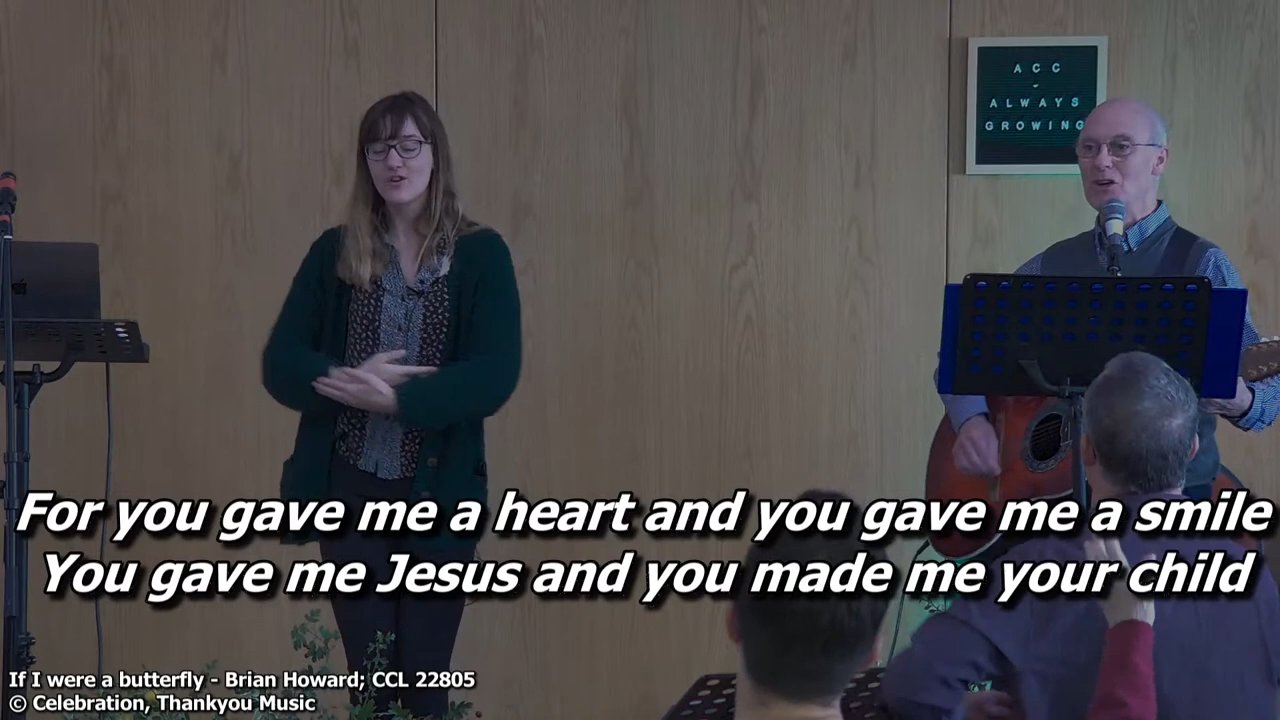 ACC
-
ALWAYS
GROWING
For you gave me a heart and you gave me a smile
You gave me Jesus and you made me your child
If I were a butterfly - Brian Howard; CCL 22805
© Celebration, Thankyou Music